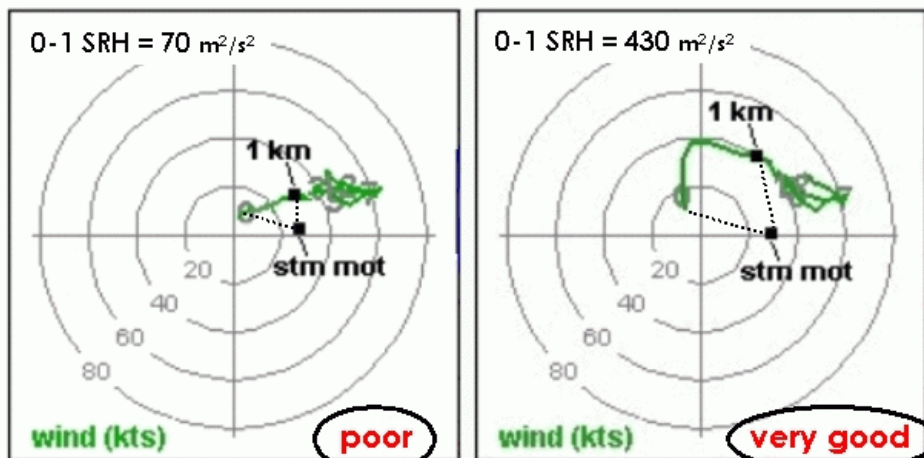 0-1 SRH = 70 m²/s²
1 km
stm mot
20
40
60
80
wind (kts)
poor
0-1 SRH = 430 m²/s²
1 km
stm mot
20
40
60
80
wind (kts)
very good